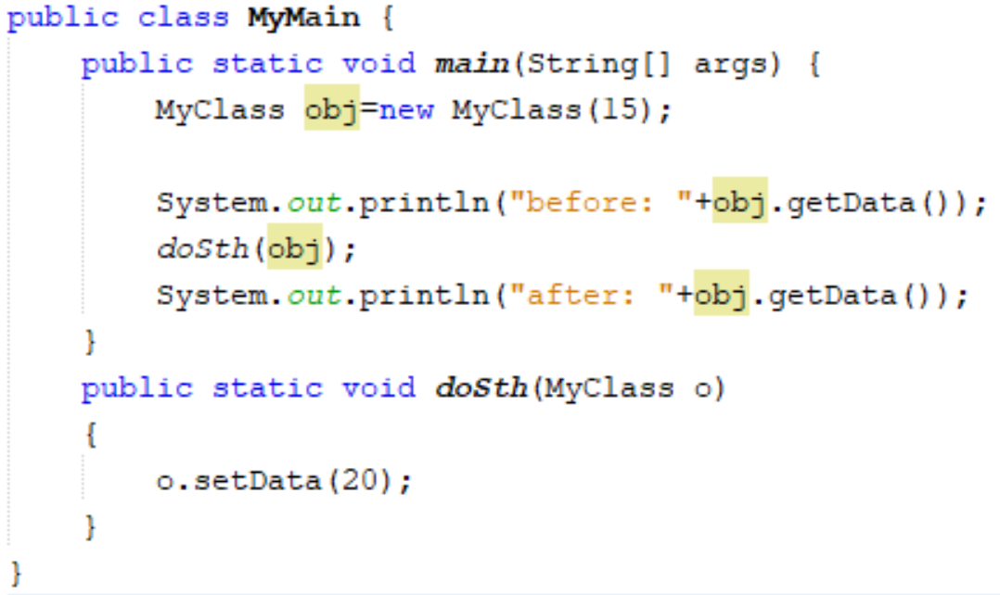 public class MyMain {
    public static void main(String[] args) {
        MyClass obj=new MyClass(15);
        System.out.println("before: "+obj.getData());
        doSth(obj);
        System.out.println("after: "+obj.getData());
    }
    public static void doSth(MyClass o)
    {
        o.setData(20);
    }
}